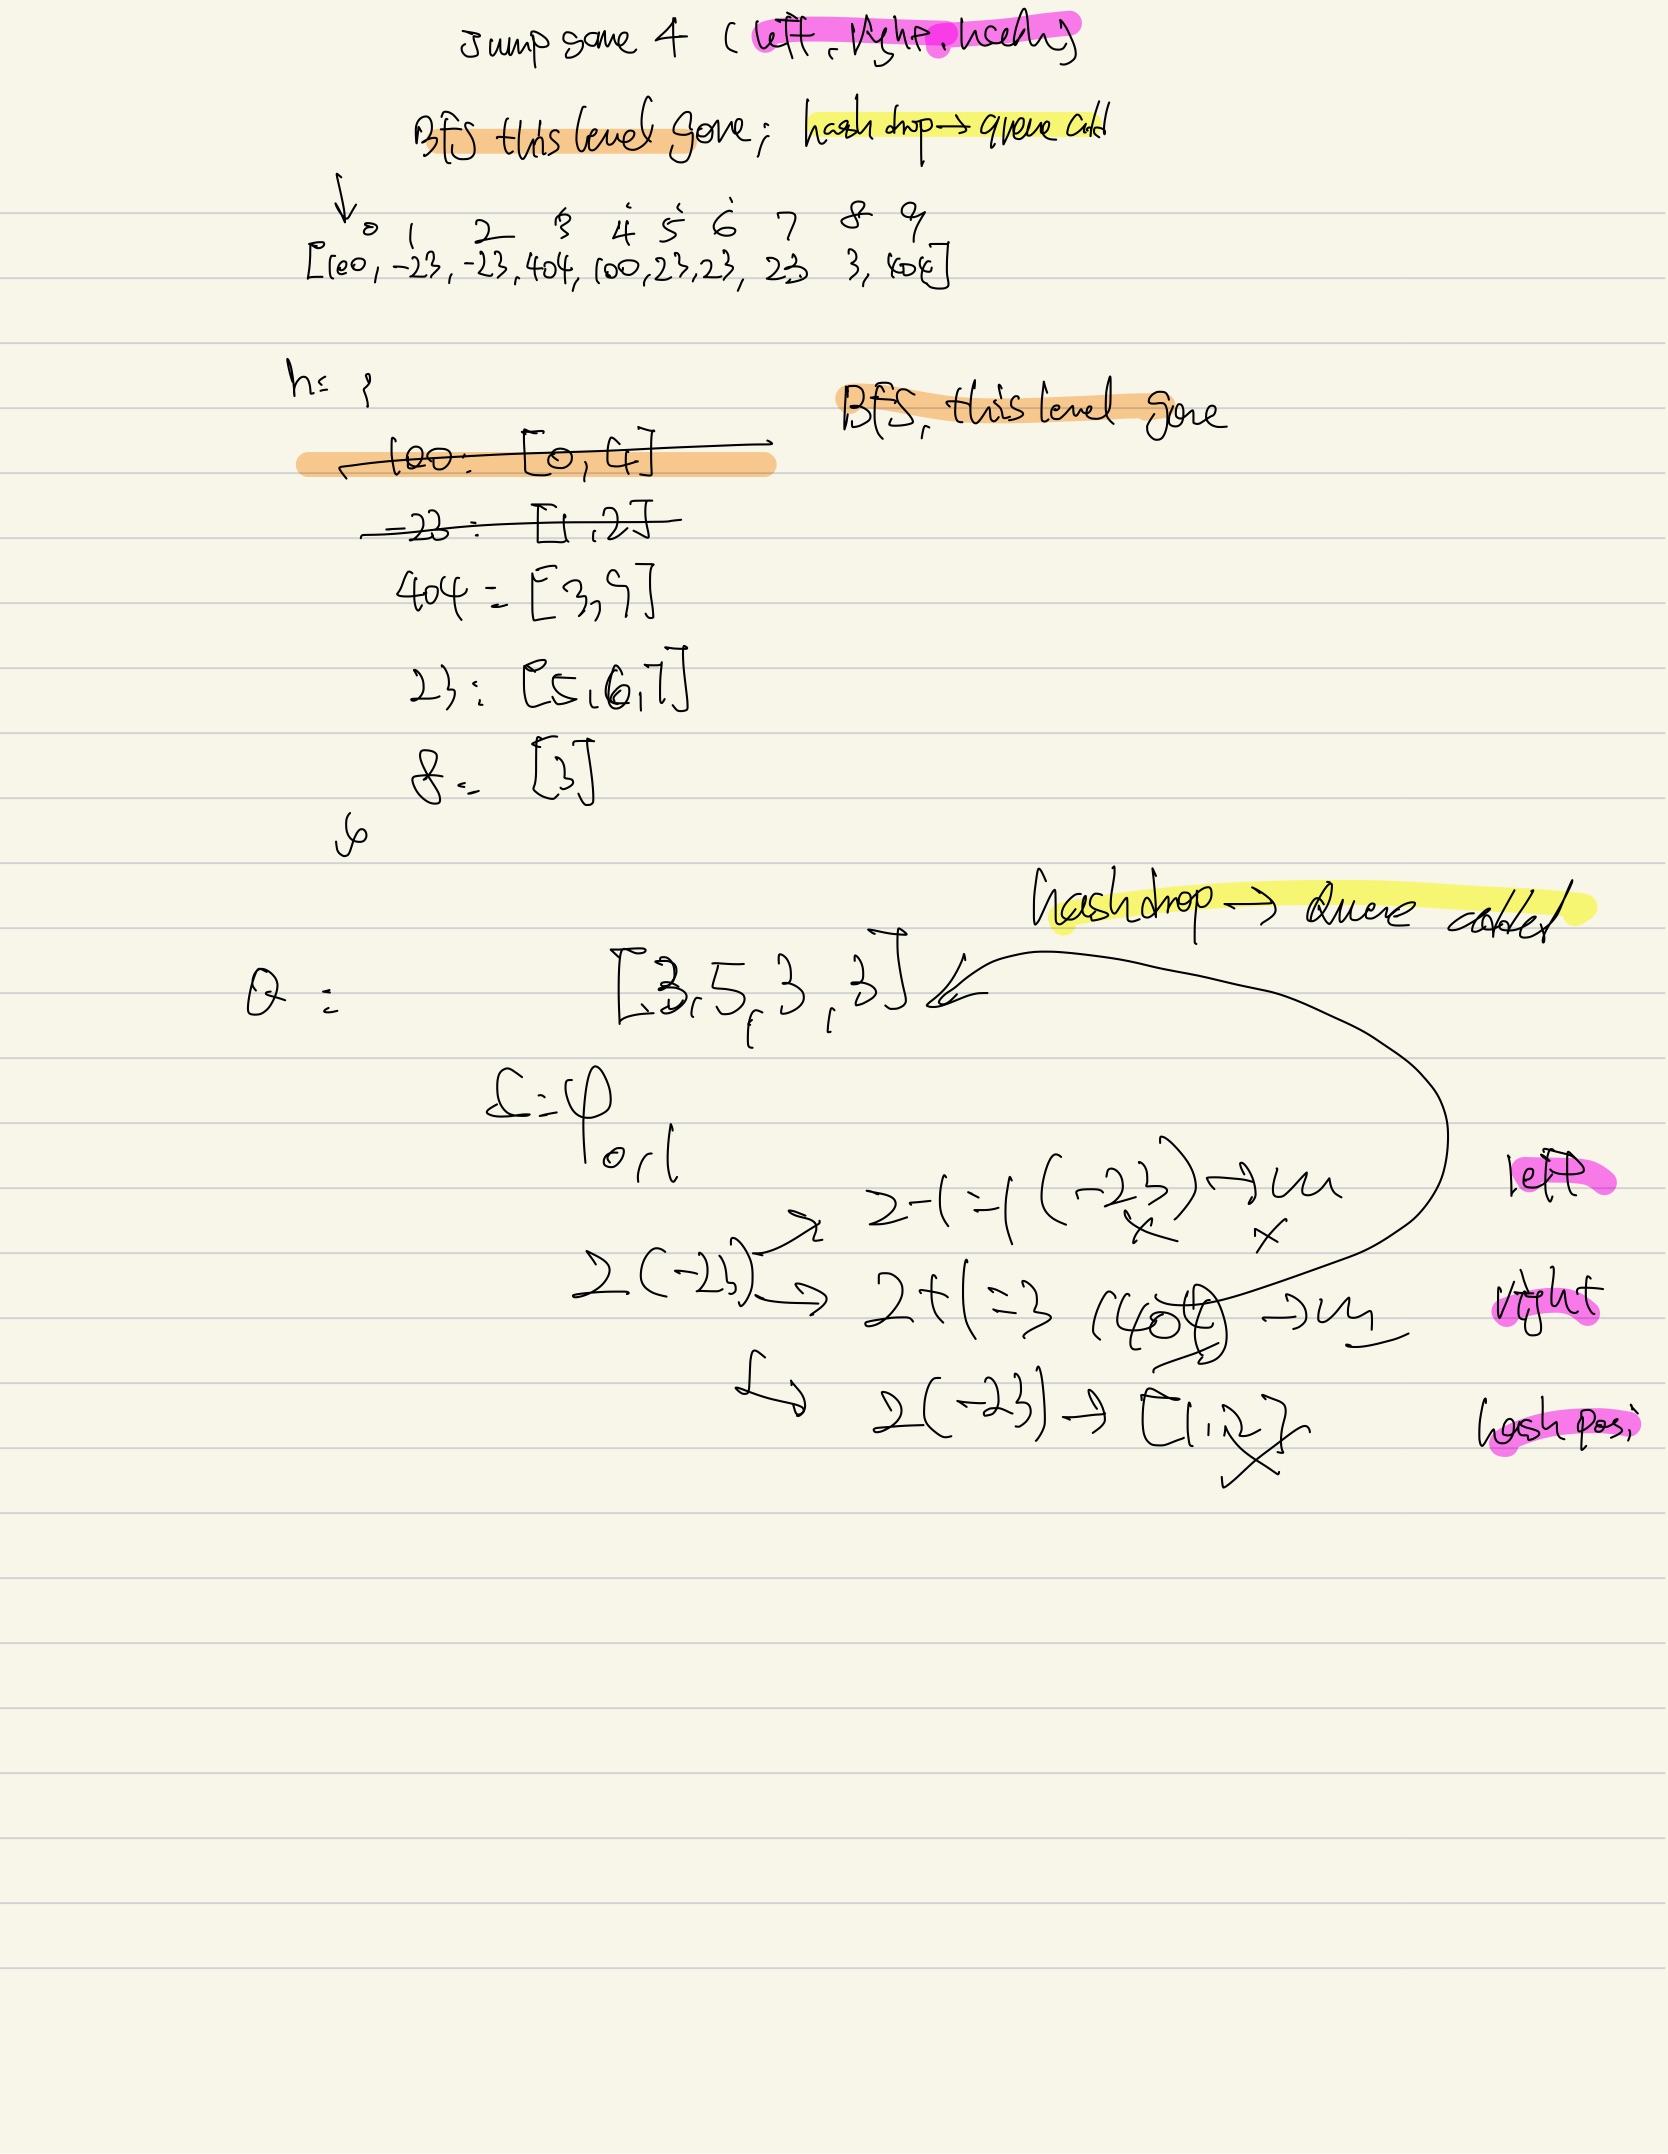 Jump game 4 (left, right, hash)
BFS this level gone; hash drop → queue add
0 1 2 3 4 5 6 7 8 9
[100, -23, -23, 404, 100, 23, 23, 23 3, 404]
h= {
BFS, this level gone
100: [0, 4]
-23: [1, 2]
404= [3, 9]
23: [5, 6, 7]
8= [3]
}
hash drop → Queue added
Q = [3, 5, 3, 3]
0, 1
2-1=1 (-23) → left
2(-23)
2+1=3 (404) → right
2(-23) → [1, 2] hash posi